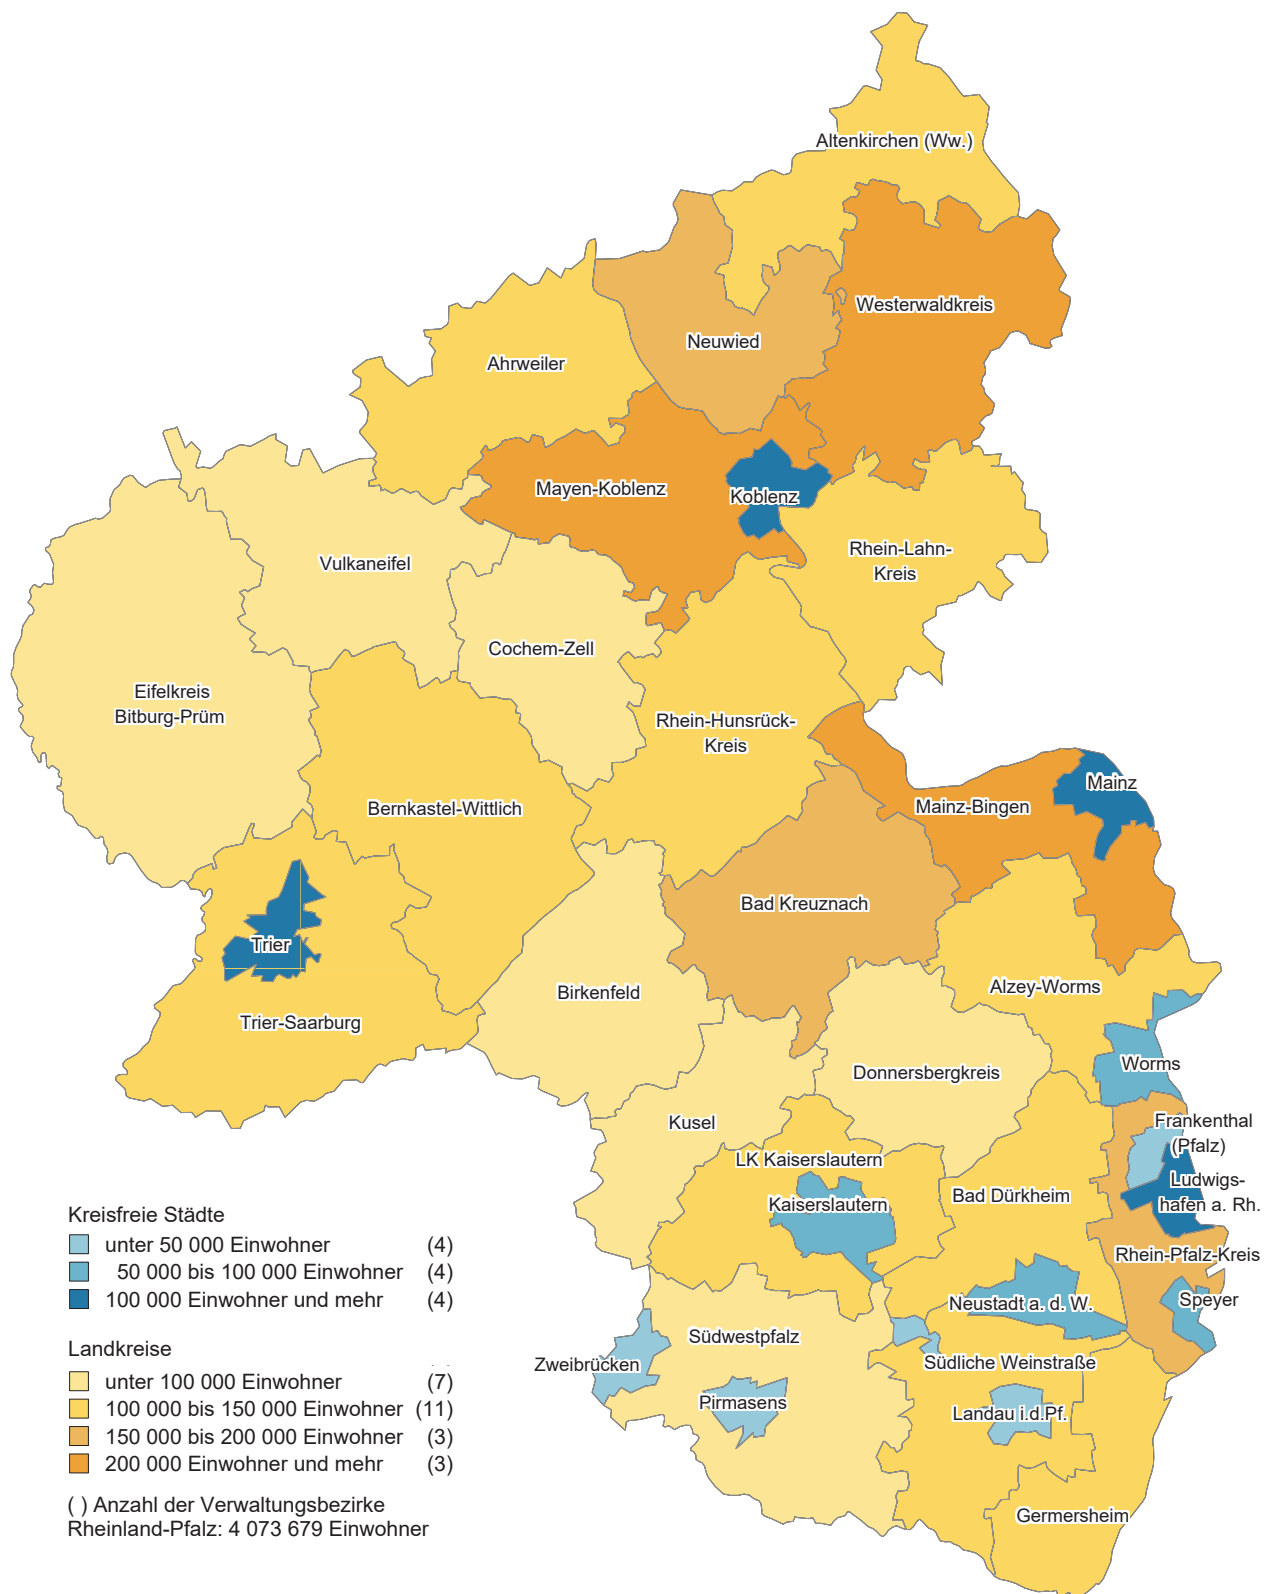 Altenkirchen (Ww.)
Westerwaldkreis
Neuwied
Ahrweiler
Mayen-Koblenz
Koblenz
Rhein-Lahn-
Kreis
Vulkaneifel
Cochem-Zell
Eifelkreis
Bitburg-Prüm
Rhein-Hunsrück-
Kreis
Mainz
Mainz-Bingen
Bernkastel-Wittlich
Bad Kreuznach
Trier
Birkenfeld
Alzey-Worms
Trier-Saarburg
Worms
Donnersbergkreis
Kusel
Frankenthal
(Pfalz)
LK Kaiserslautern
Ludwigs-
hafen a. Rh.
Bad Dürkheim
Kaiserslautern
Rhein-Pfalz-Kreis
Speyer
Neustadt a. d. W.
Südwestpfalz
Zweibrücken
Südliche Weinstraße
Pirmasens
Landau i.d.Pf.
Germersheim
Kreisfreie Städte
unter 50 000 Einwohner (4)
50 000 bis 100 000 Einwohner (4)
100 000 Einwohner und mehr (4)
Landkreise
unter 100 000 Einwohner (7)
100 000 bis 150 000 Einwohner (11)
150 000 bis 200 000 Einwohner (3)
200 000 Einwohner und mehr (3)
( ) Anzahl der Verwaltungsbezirke
Rheinland-Pfalz: 4 073 679 Einwohner